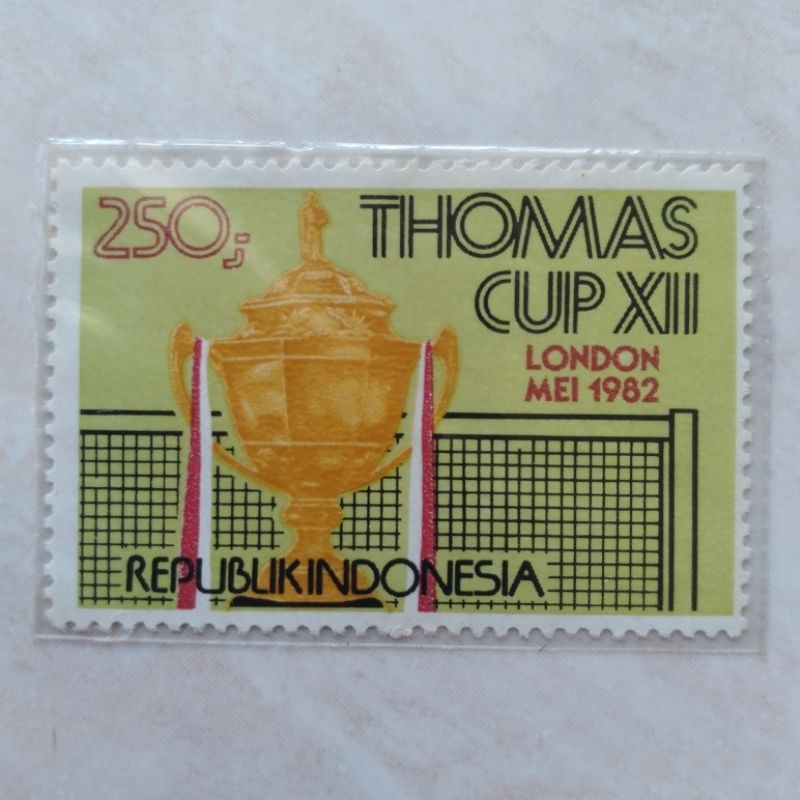 250,-
THOMAS
CUP XII
LONDON
MEI 1982
REPUBLIK INDONESIA